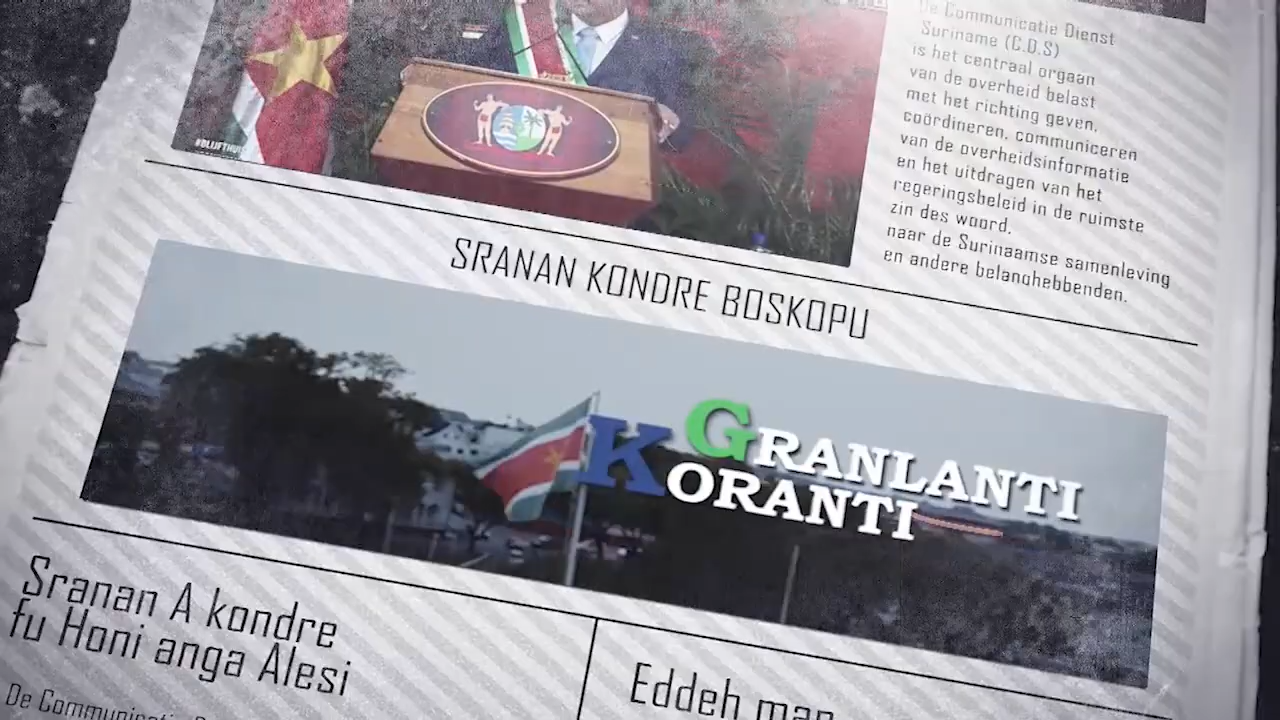 De Communicatie Dienst
Suriname (C.D.S)
is het centraal orgaan
van de overheid belast
met het richting geven,
coördineren, communiceren
van de overheidsinformatie
en het uitdragen van het
regeringsbeleid in de ruimste
zin des woord,
naar de Surinaamse samenleving
en andere belanghebbenden.
SRANAN KONDRE BOSKOPU
GRANLANTI
KORANTI
Sranan A kondre
fu Honi anga Alesi
Eddeh man
De